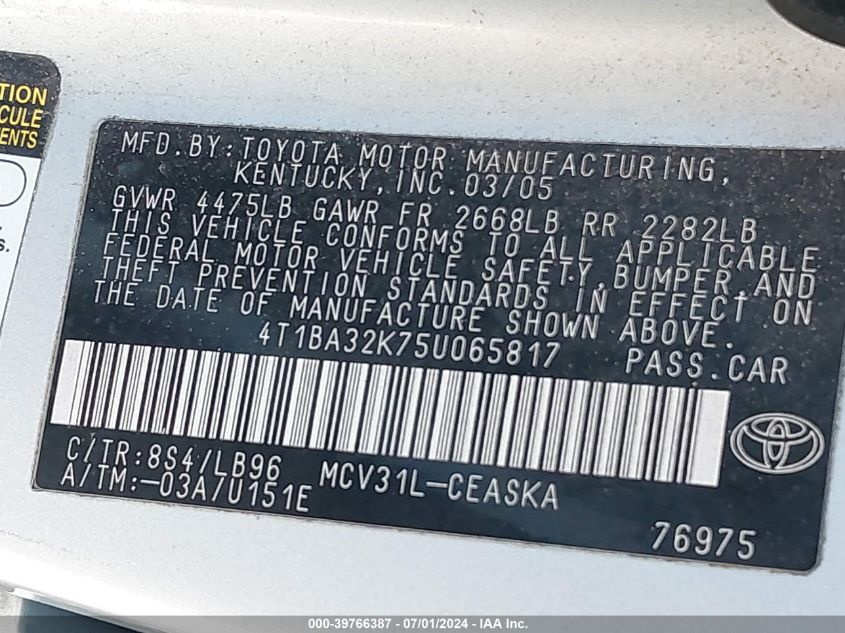 TION
ICULE
ENTS
s.
MFD.BY:TOYOTA MOTOR MANUFACTURING,
KENTUCKY,INC.03/05
GVWR 4475LB GAWR FR 2668LB RR 2282LB
THIS VEHICLE CONFORMS TO ALL APPLICABLE
FEDERAL MOTOR VEHICLE SAFETY,BUMPER,AND
THEFT PREVENTION STANDARDS IN EFFECT ON
THE DATE OF MANUFACTURE SHOWN ABOVE.
4T1BA32K75U065817 PASS.CAR
C/TR:8S4/LB96 MCV31L-CEASKA
A/TM:-03A/U151E
76975
000-39766387 - 07/01/2024 - IAA Inc.